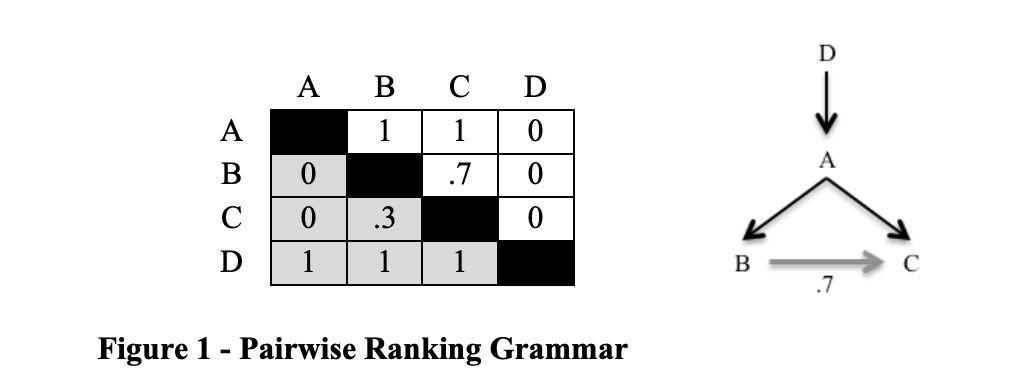 A B C D
A 1 1 0
B 0 .7 0
C 0 .3 0
D 1 1 1
D
A
B C
.7
Figure 1 - Pairwise Ranking Grammar